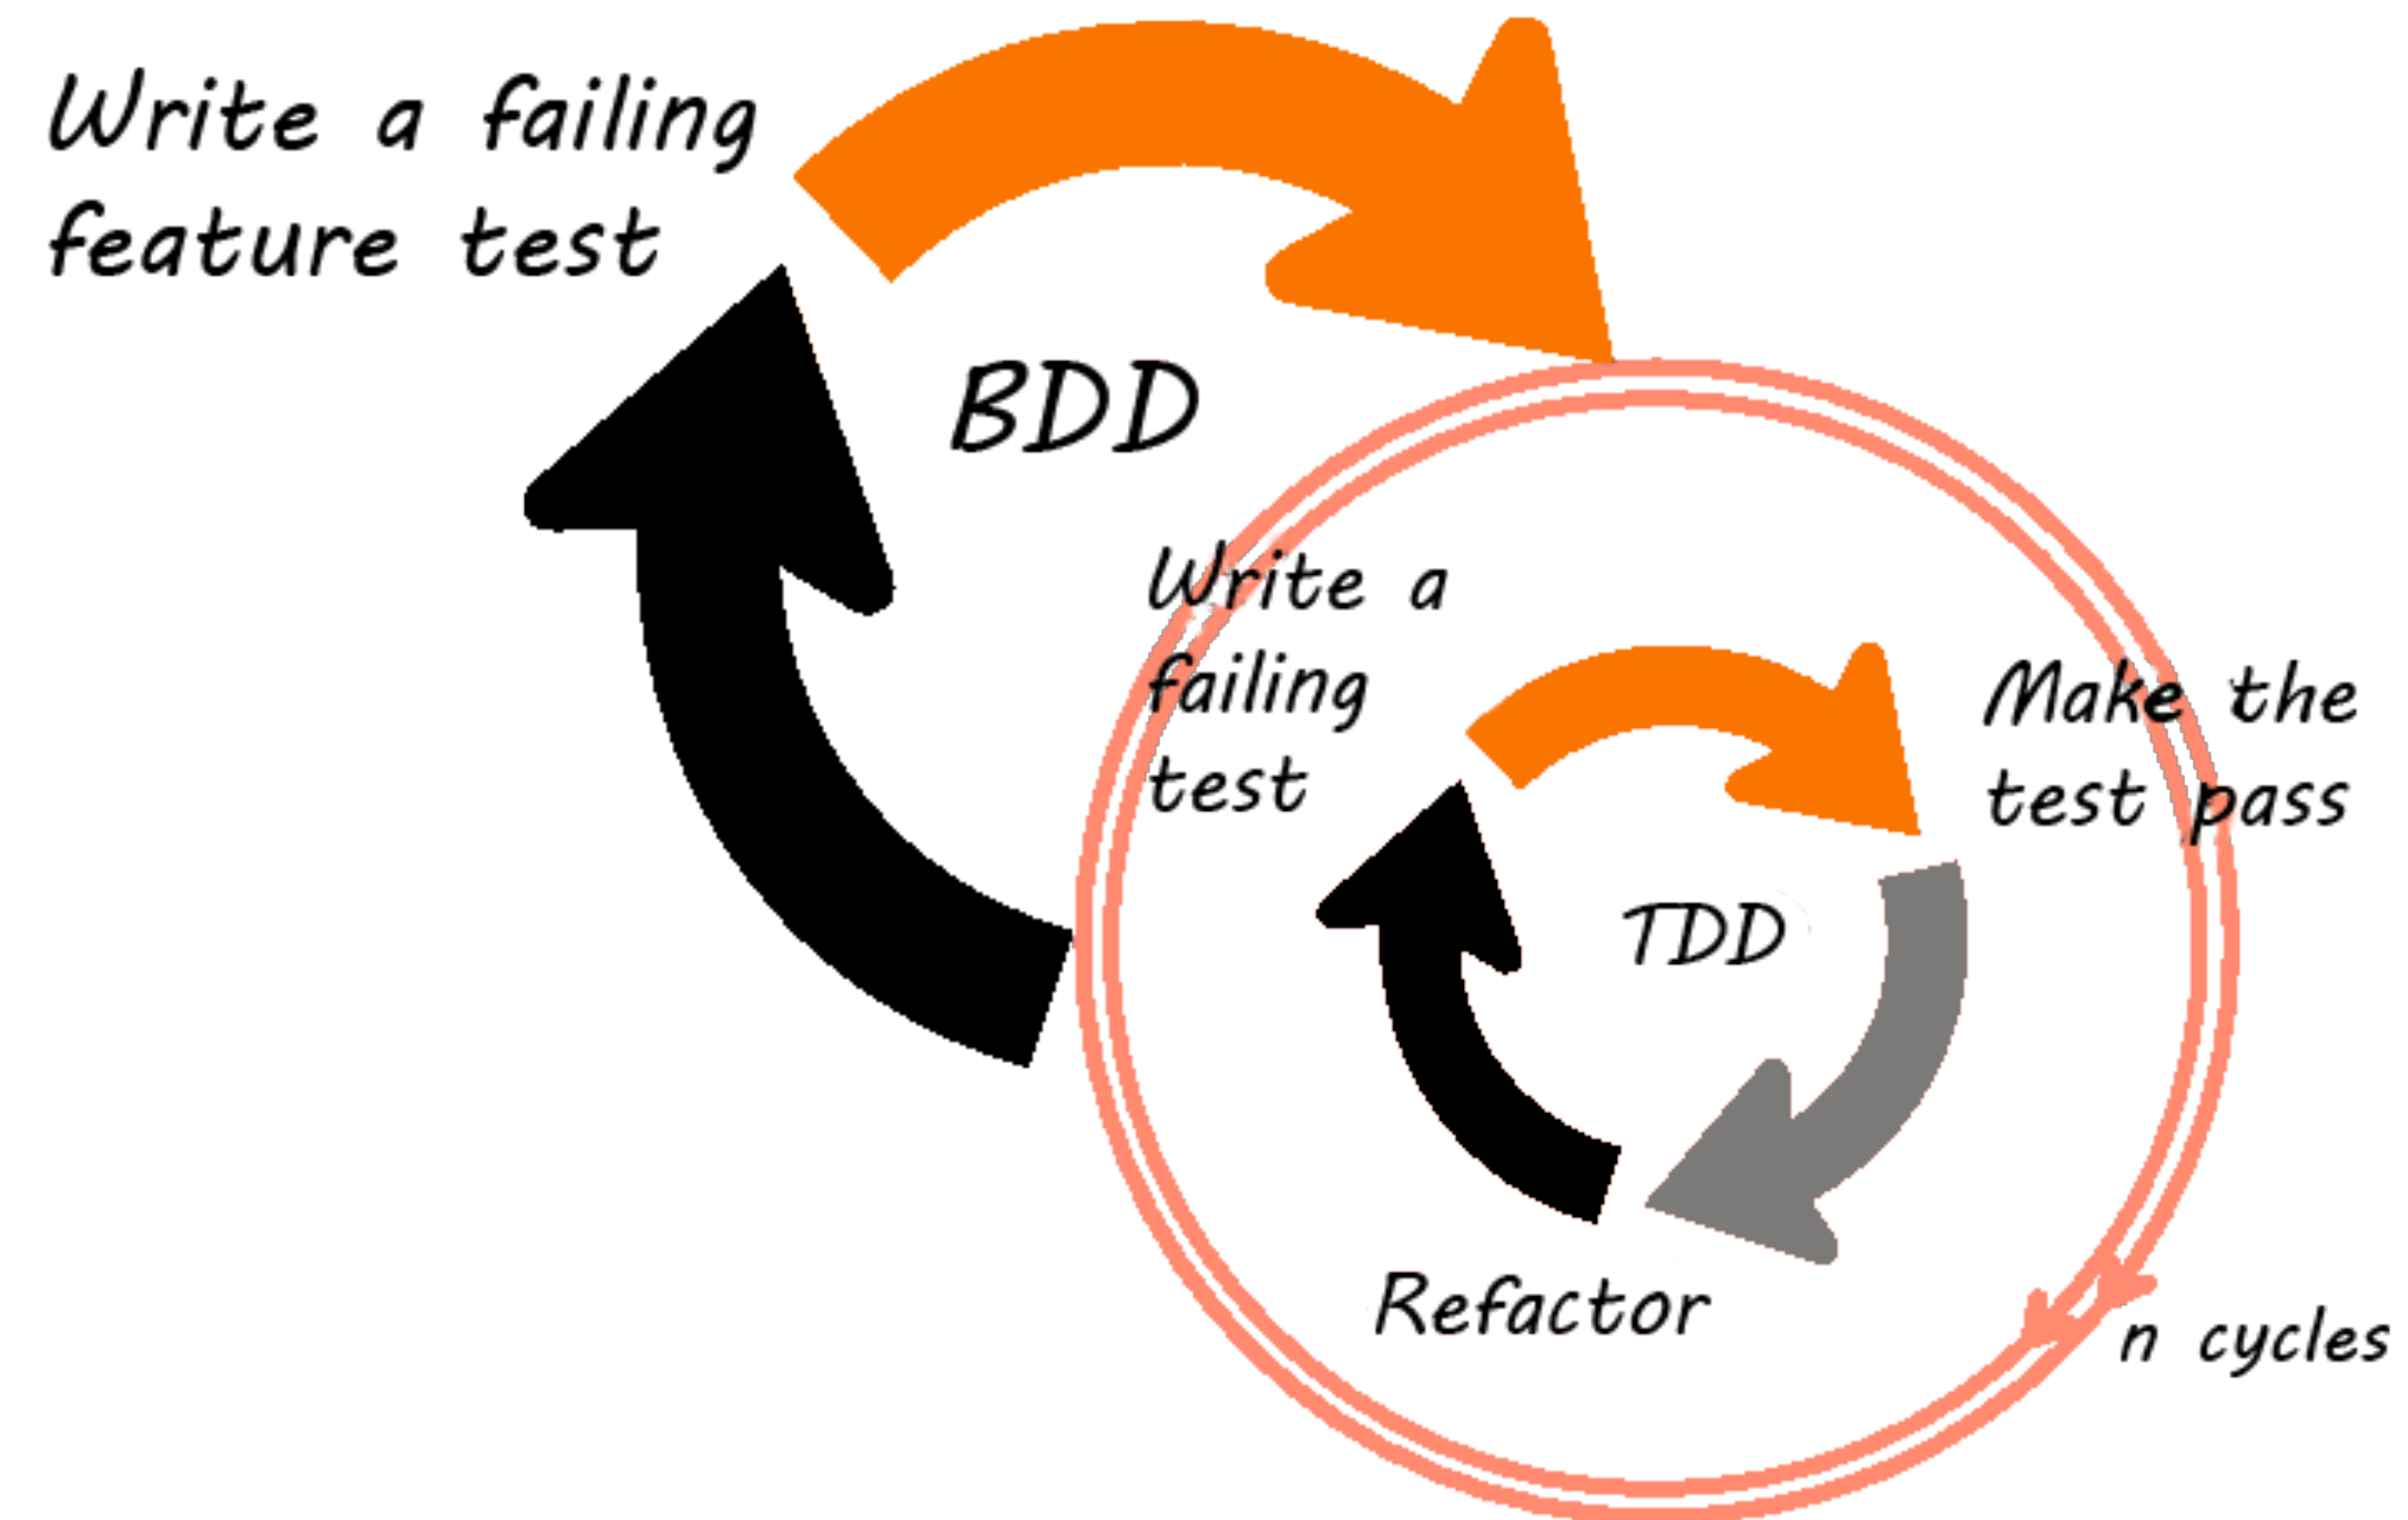 Write a failing
feature test
BDD
Write a
failing
test
Make the
test pass
TDD
Refactor
n cycles